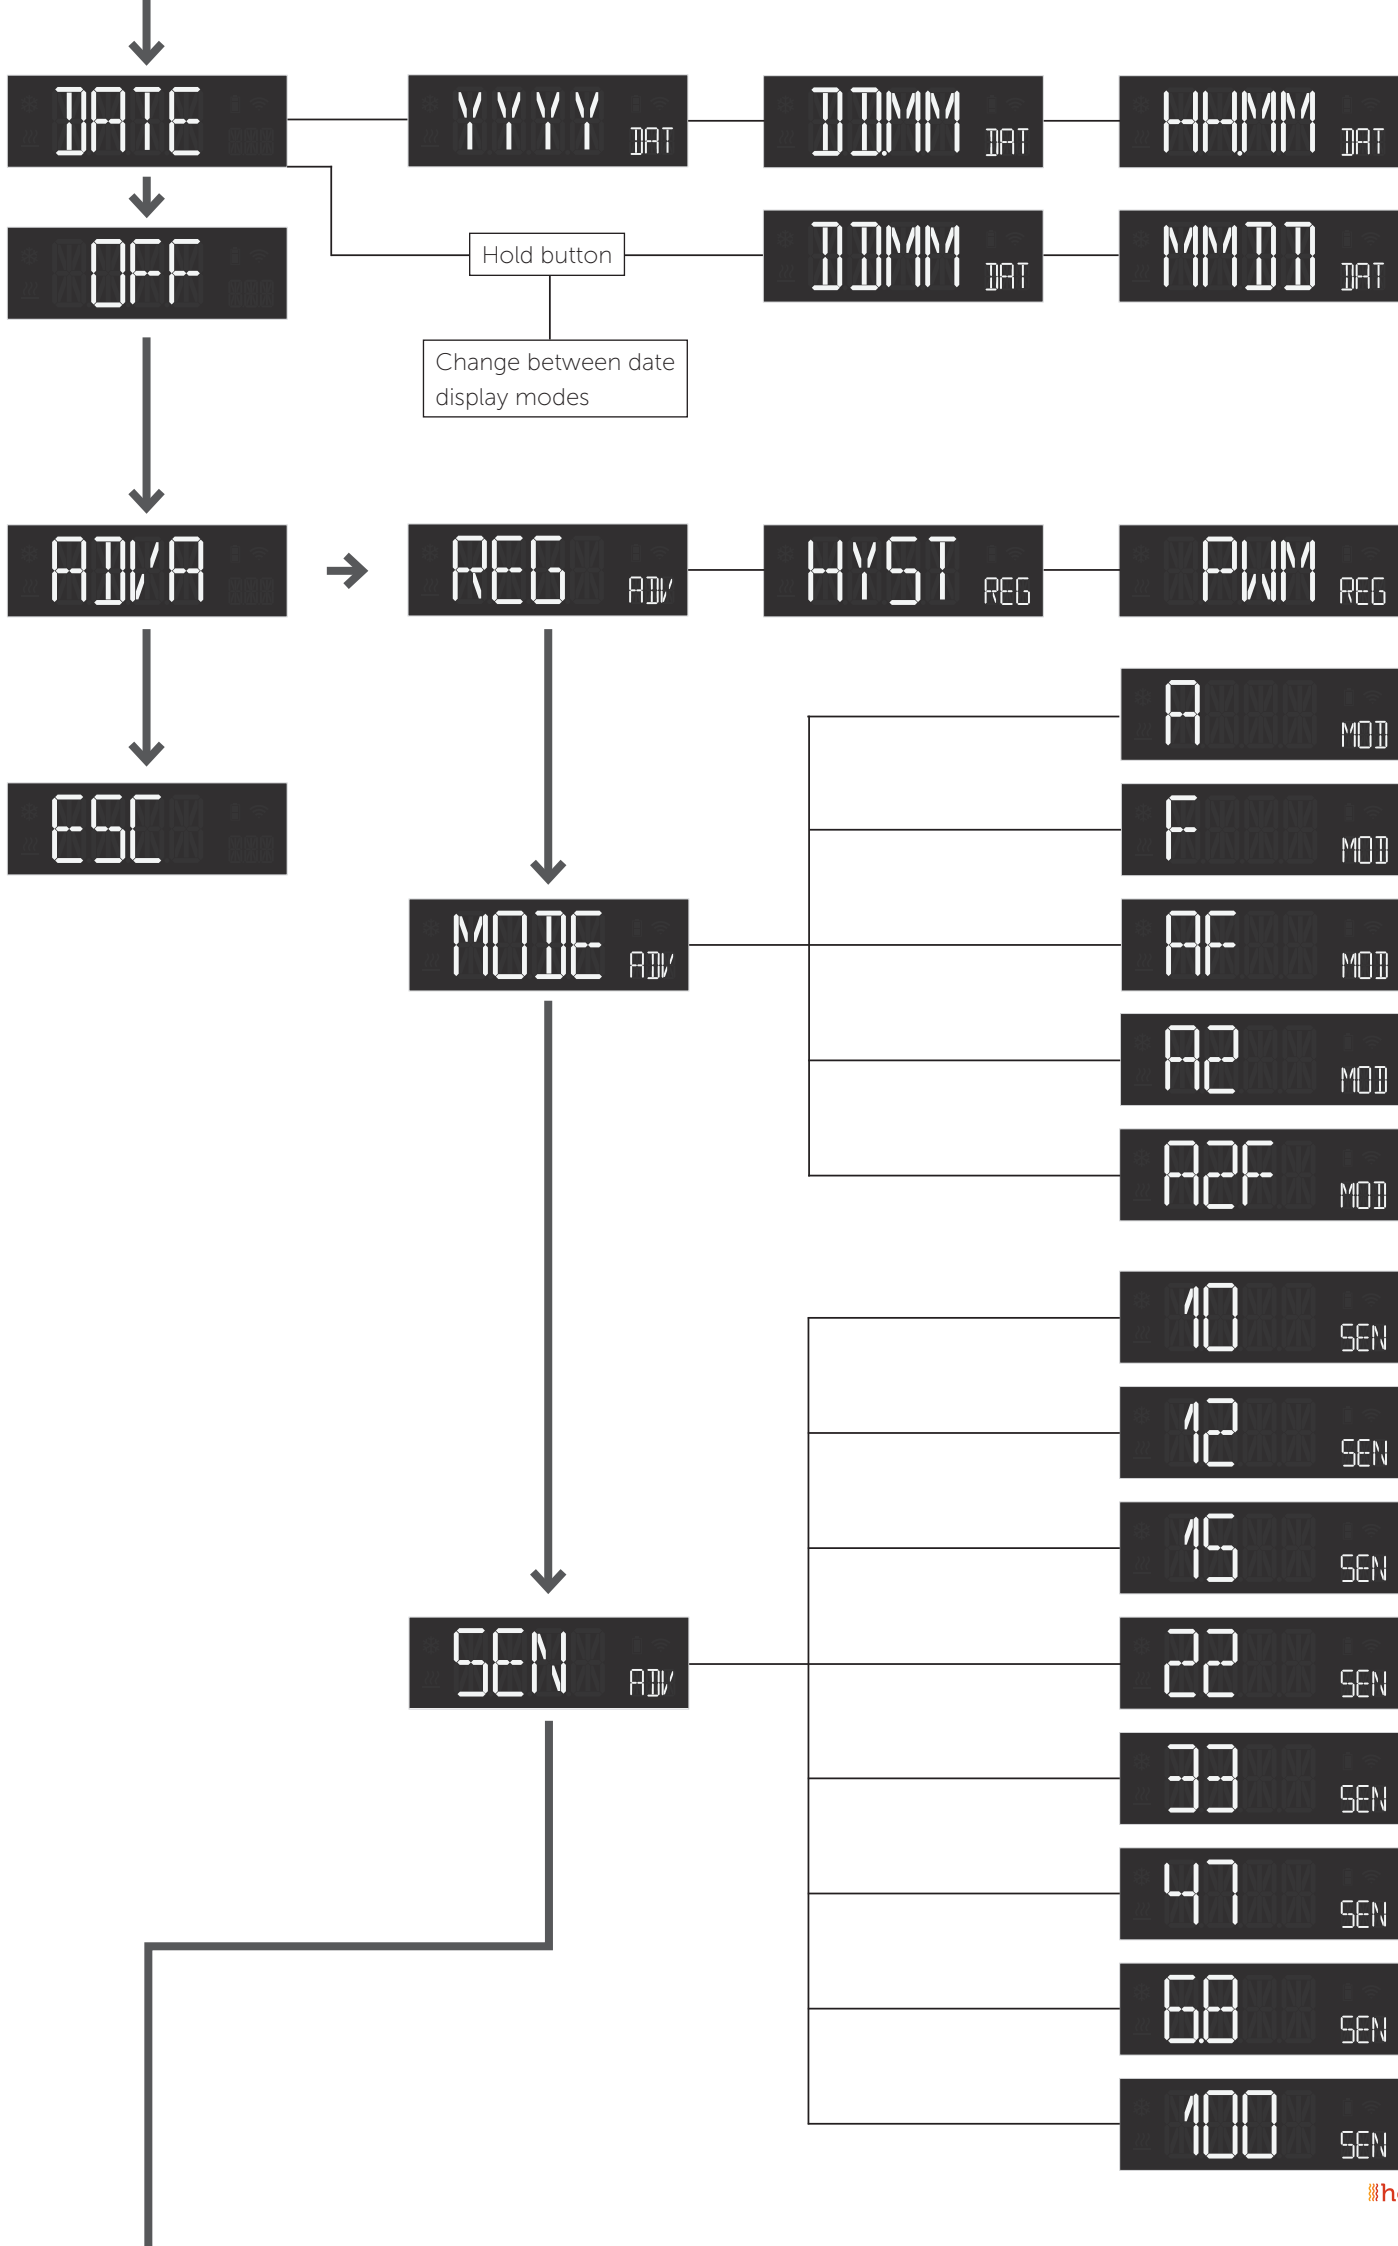 DATE
YYYY DAT
DD.MM DAT
HH.MM DAT
OFF
Hold button
DDMM DAT
MMDD DAT
Change between date
display modes
ADVA
REG ADV
HYST REG
PWM REG
A MOD
F MOD
ESC
MODE ADV
AF MOD
A2 MOD
A2F MOD
10 SEN
12 SEN
15 SEN
SEN ADV
22 SEN
33 SEN
47 SEN
6.8 SEN
100 SEN